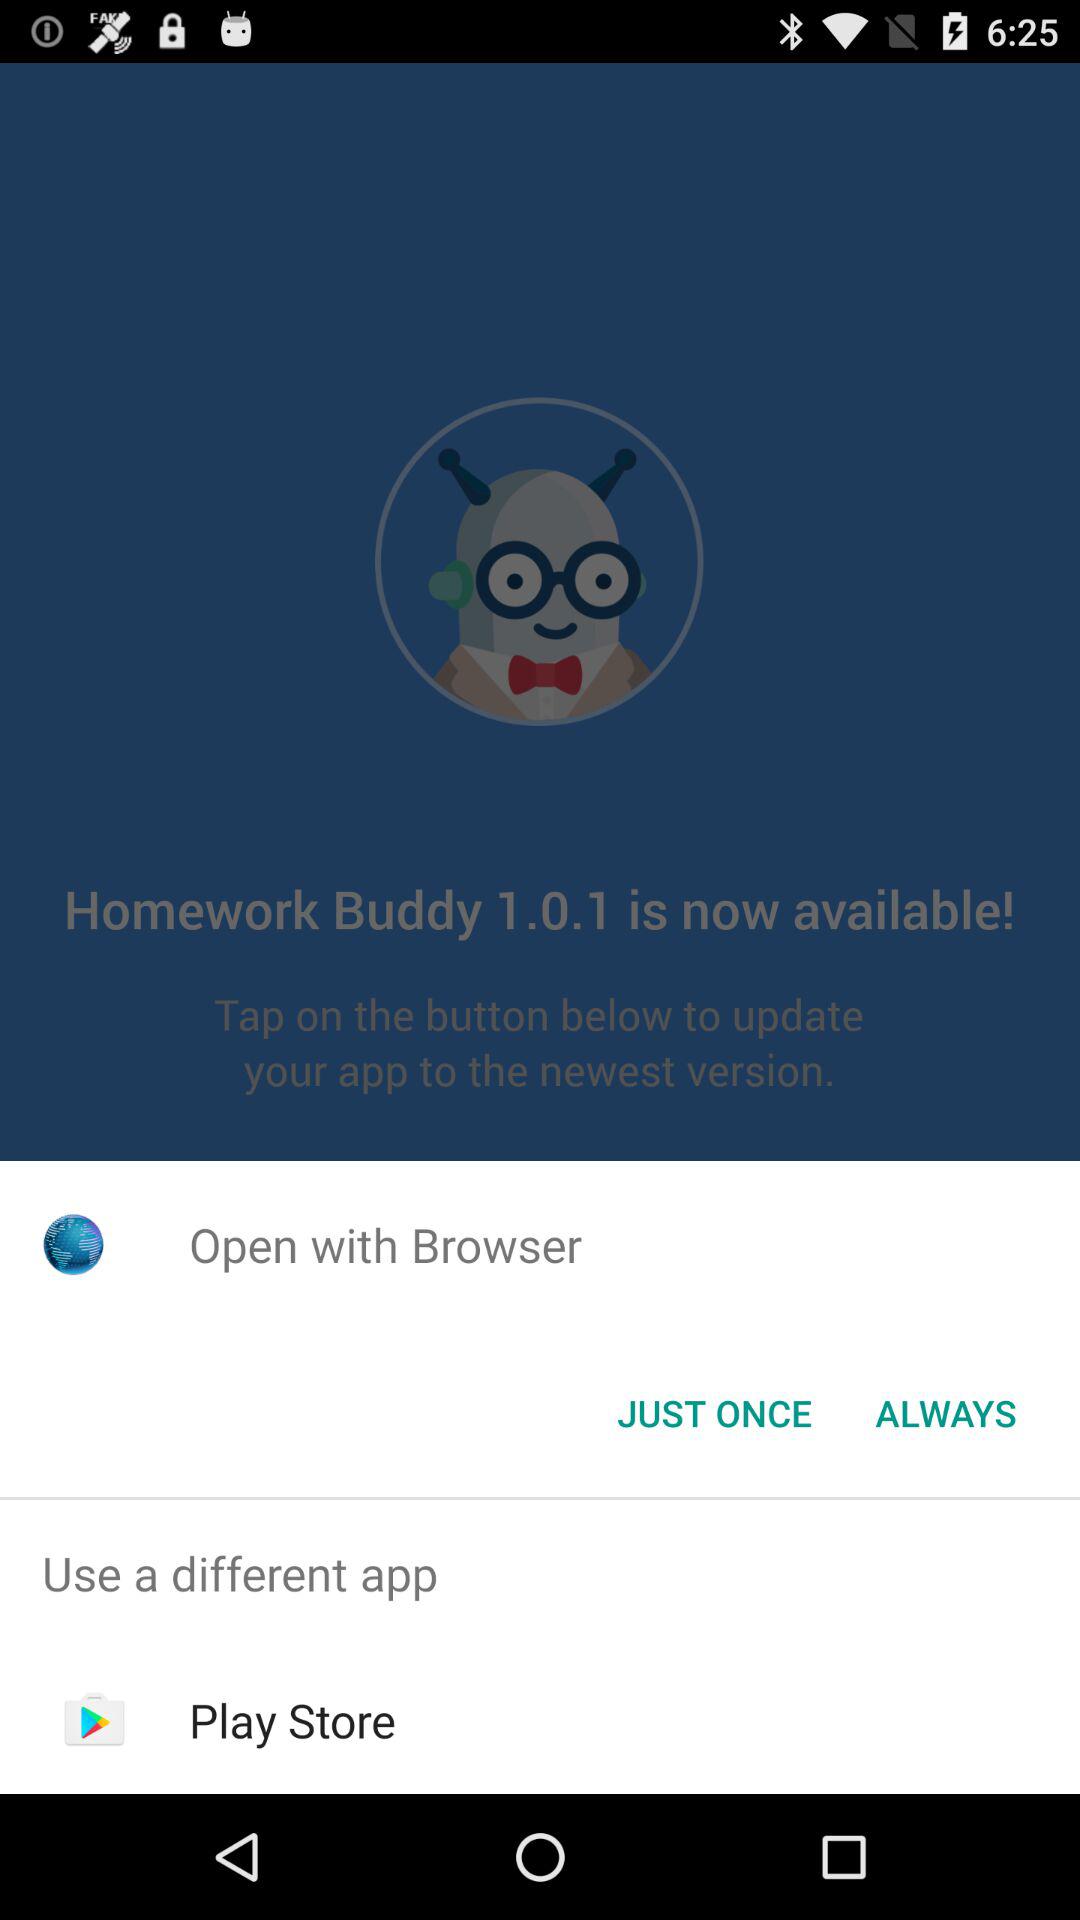 FAKE
6:25
Homework Buddy 1.0.1 is now available!
Tap on the button below to update
your app to the newest version.
Open with Browser
JUST ONCE ALWAYS
Use a different app
Play Store